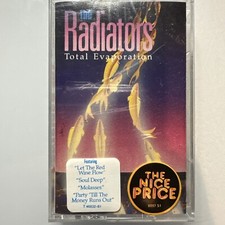 the
Radiators
Total Evaporation
Featuring
"Let The Red
Wine Flow"
"Soul Deep"
"Molasses"
"Party 'Till The
Money Runs Out"
THE
NICE
PRICE